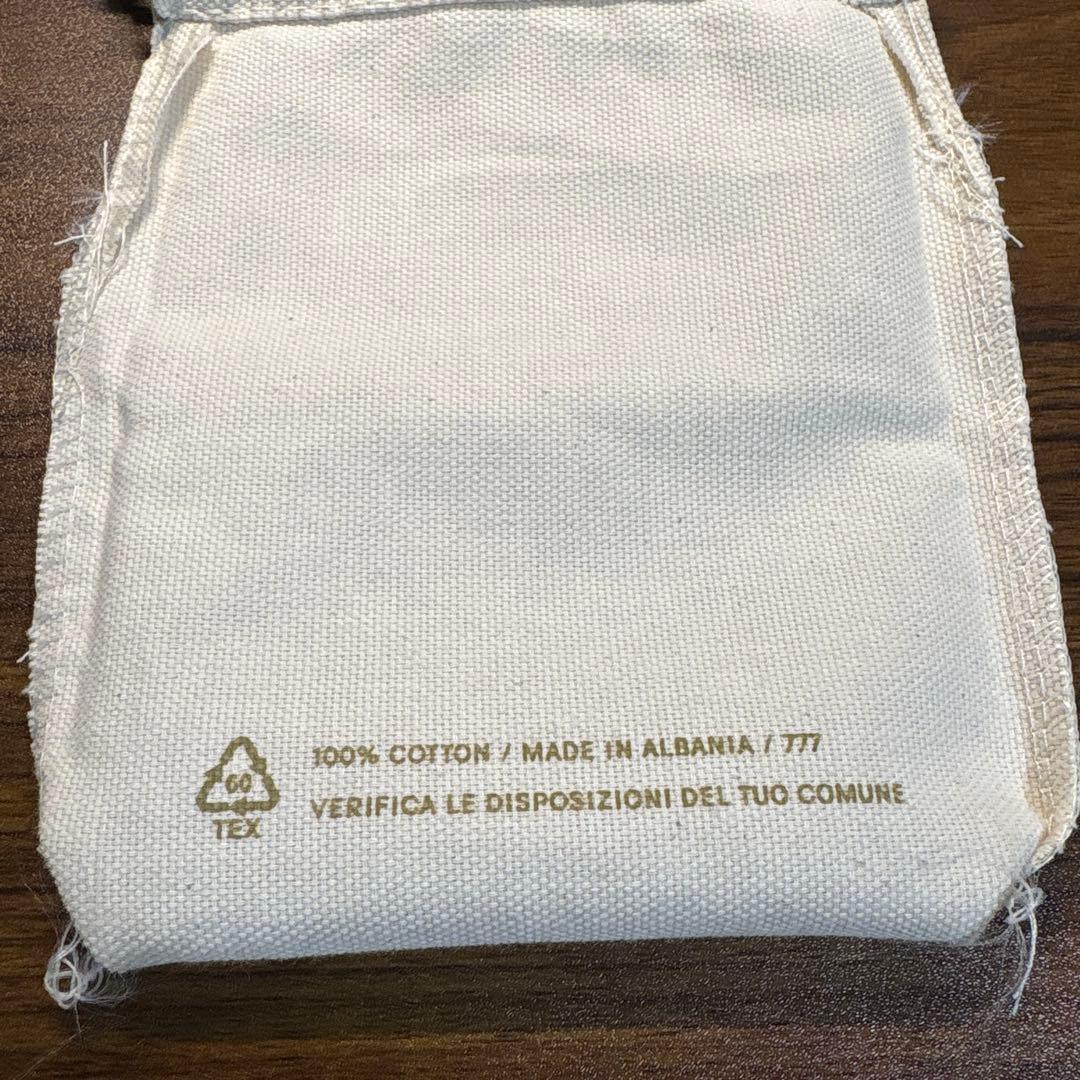 100% COTTON / MADE IN ALBANIA / 777
60
VERIFICA LE DISPOSIZIONI DEL TUO COMUNE
TEX